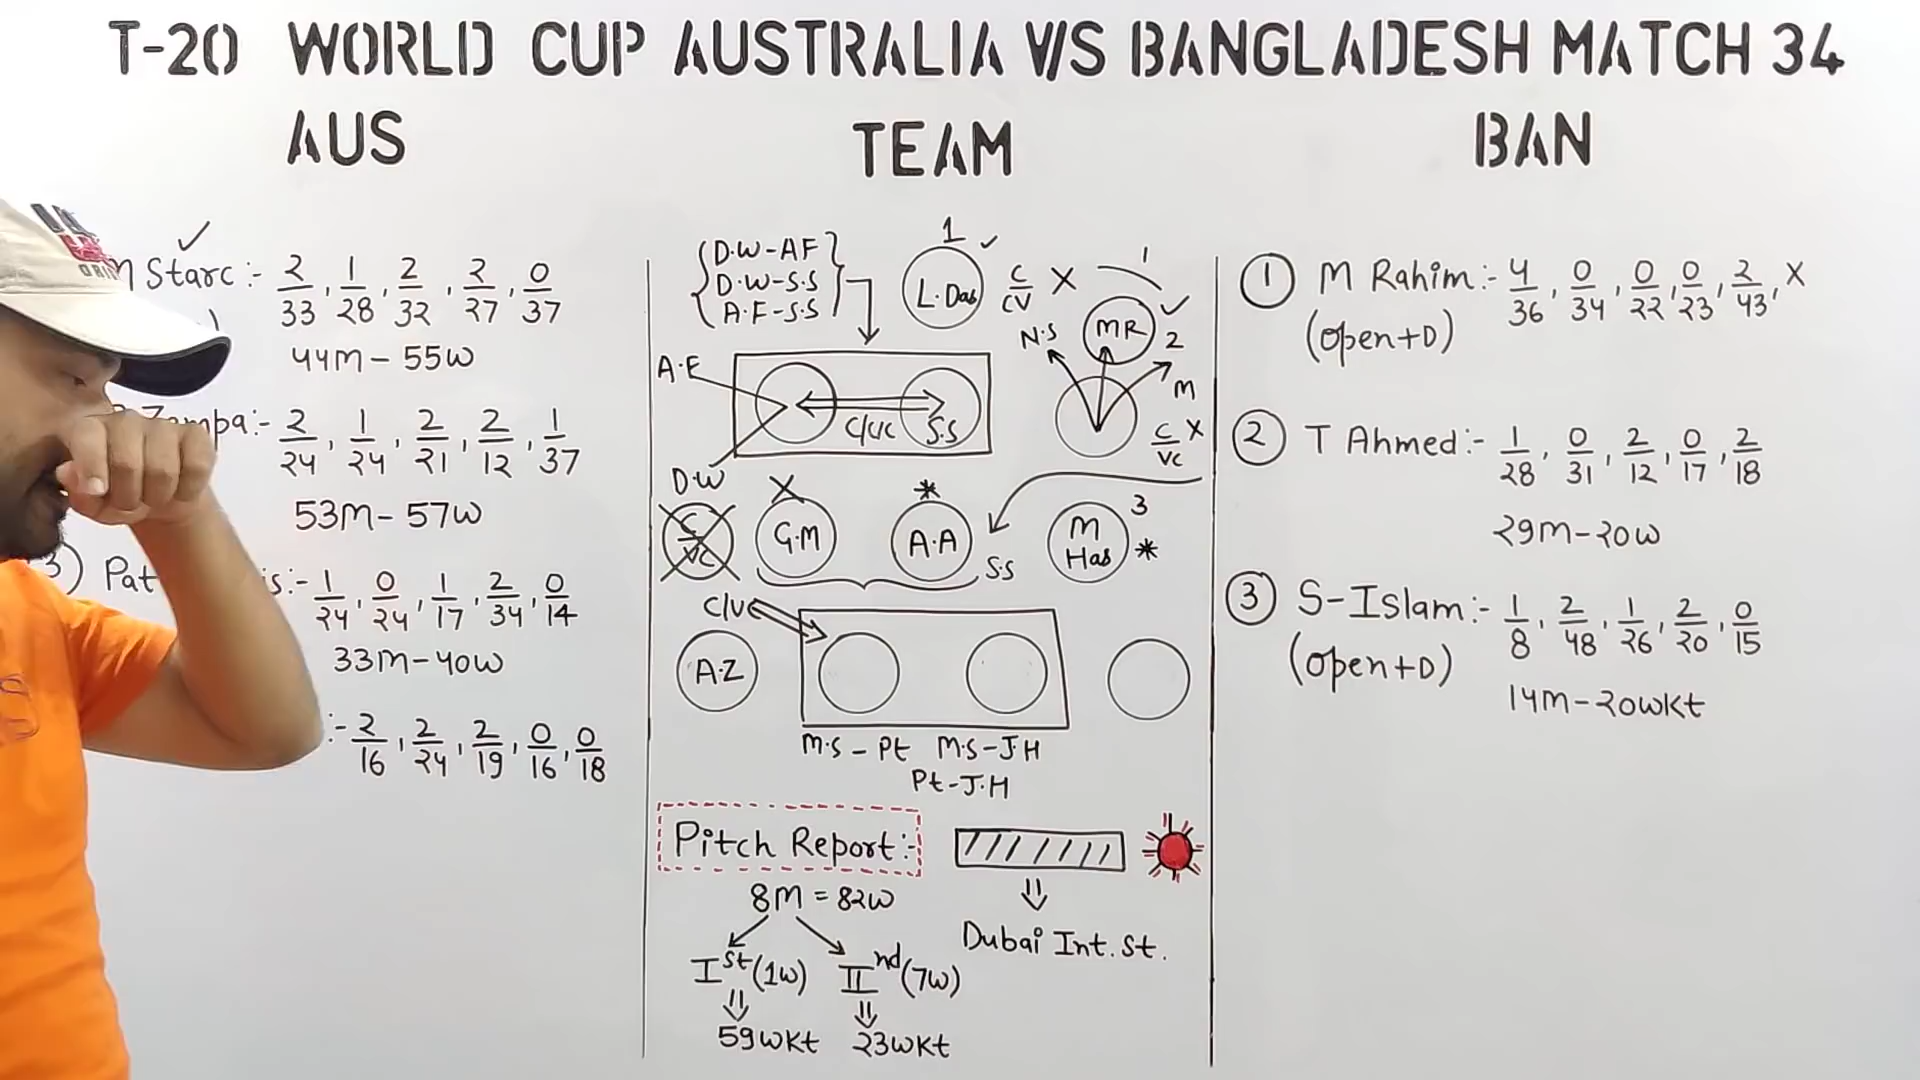 T-20 WORLD CUP AUSTRALIA V/S BANGLADESH MATCH 34
AUS
M Starc :- 2/33, 1/28, 2/32, 2/27, 0/37
44M - 55W
2/24, 1/24, 2/21, 2/12, 1/37
53M - 57W
3) Pat
1/24, 0/24, 1/17, 2/34, 0/14
33M - 40W
:- 2/16, 2/24, 2/19, 0/16, 0/18
TEAM
D.W-AF
D.W-S.S
A.F-S.S
1
L.Das
C/CV X
1
MR
2
N.S
M
A.F
C/VC
S.S
C/VC X
D.W
C/VC
X
G.M
*
A.A
S.S
M Has
3
*
C/VC
A.Z
M.S - Pt M.S-J.H
Pt-J.H
Pitch Report:-
8M = 82W
Ist (1W) IInd (7W)
59WKt 23WKt
Dubai Int. St.
BAN
1 M Rahim:- 4/36, 0/34, 0/22, 0/23, 2/43, X
(open+D)
2 T Ahmed:- 1/28, 0/31, 2/12, 0/17, 2/18
29M-20W
3 S-Islam:- 1/8, 2/48, 1/26, 2/20, 0/15
(open+D)
14M-20WKt